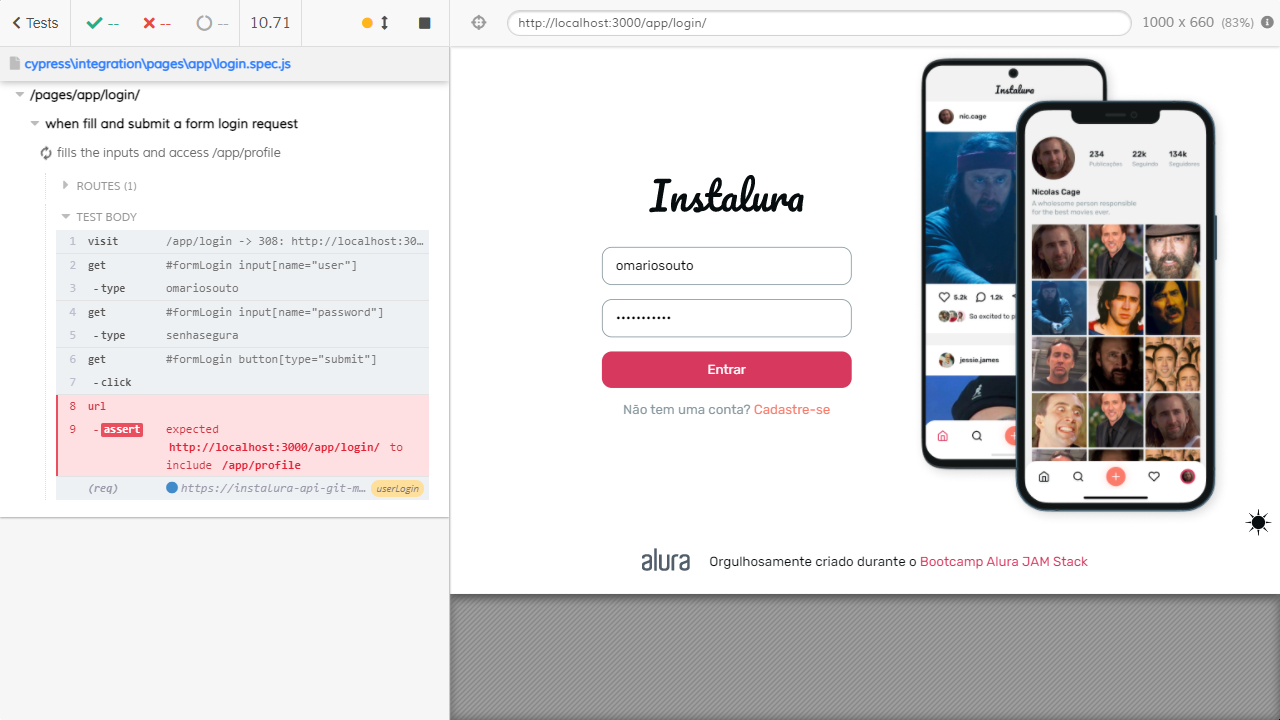 Tests
--
--
--
10.71
http://localhost:3000/app/login/
1000 x 660 (83%)
cypress\integration\pages\app\login.spec.js
/pages/app/login/
when fill and submit a form login request
fills the inputs and access /app/profile
ROUTES (1)
TEST BODY
1 visit /app/login -> 308: http://localhost:30...
2 get #formLogin input[name="user"]
3 -type omariosouto
4 get #formLogin input[name="password"]
5 -type senhasegura
6 get #formLogin button[type="submit"]
7 -click
8 url
9 -assert expected
http://localhost:3000/app/login/ to
include /app/profile
(req) https://instalura-api-git-m... userLogin
Instalura
omariosouto
•••••••••••
Entrar
Não tem uma conta? Cadastre-se
Instalura
nic.cage
5.2k 1.2k
So excited to p
jessie.james
234 22k 134k
Publicações Seguindo Seguidores
Nicolas Cage
A wholesome person responsible
for the best movies ever.
alura Orgulhosamente criado durante o Bootcamp Alura JAM Stack